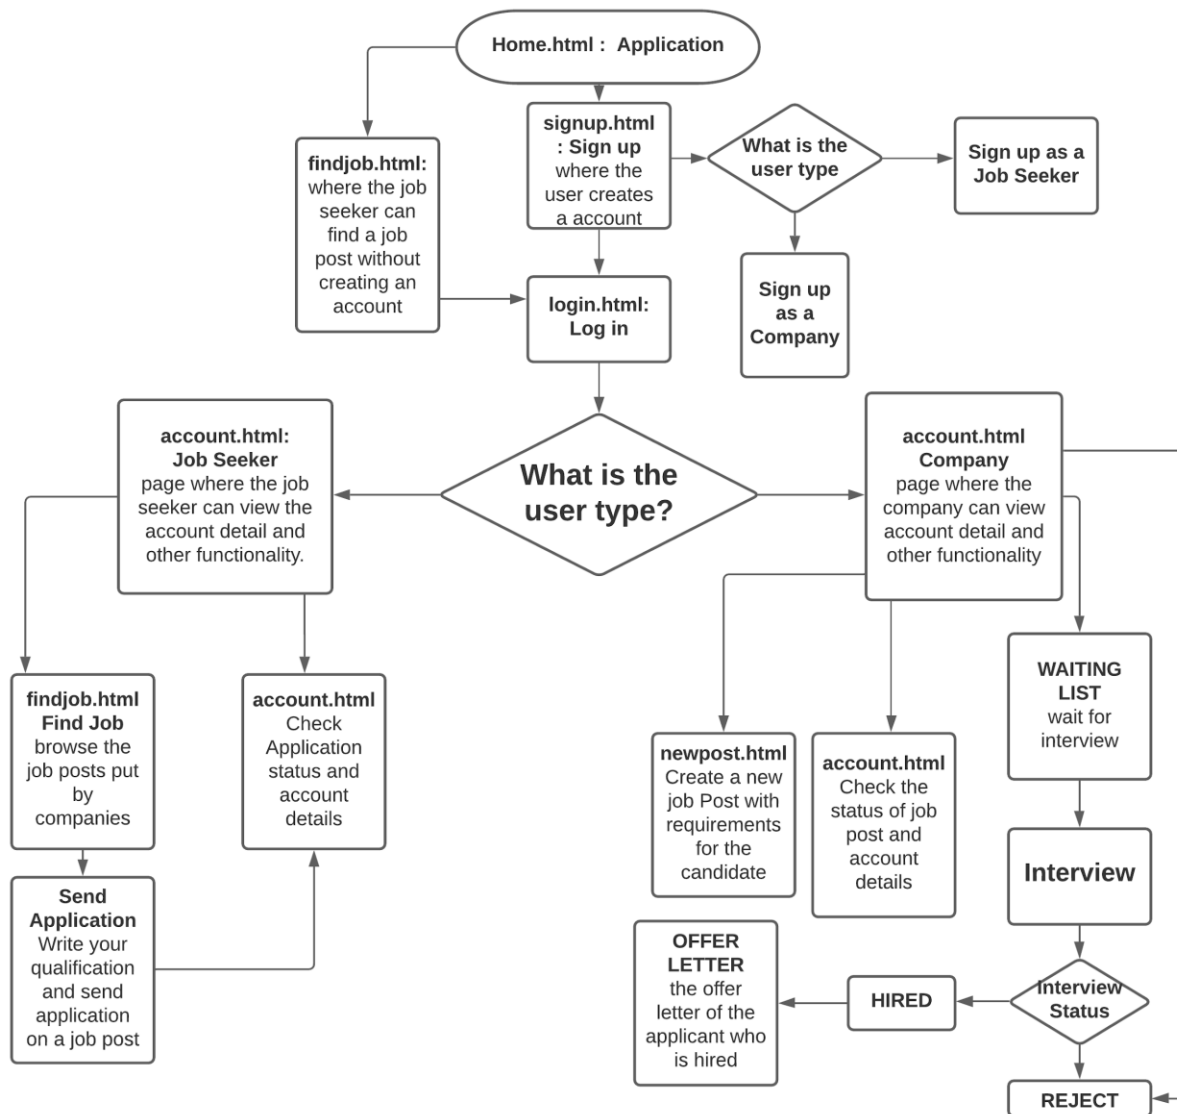 Home.html :  Application
signup.html
: Sign up
where the
user creates
a account
What is the
user type
Sign up as a
Job Seeker
findjob.html:
where the job
seeker can
find a job
post without
creating an
account
Sign up
as a
Company
login.html:
Log in
account.html:
Job Seeker
page where the job
seeker can view the
account detail and
other functionality.
What is the
user type?
account.html
Company
page where the
company can view
account detail and
other functionality
findjob.html
Find Job
browse the
job posts put
by
companies
account.html
Check
Application
status and
account
details
newpost.html
Create a new
job Post with
requirements
for the
candidate
account.html
Check the
status of job
post and
account
details
WAITING
LIST
wait for
interview
Interview
Send
Application
Write your
qualification
and send
application
on a job post
OFFER
LETTER
the offer
letter of the
applicant who
is hired
HIRED
Interview
Status
REJECT